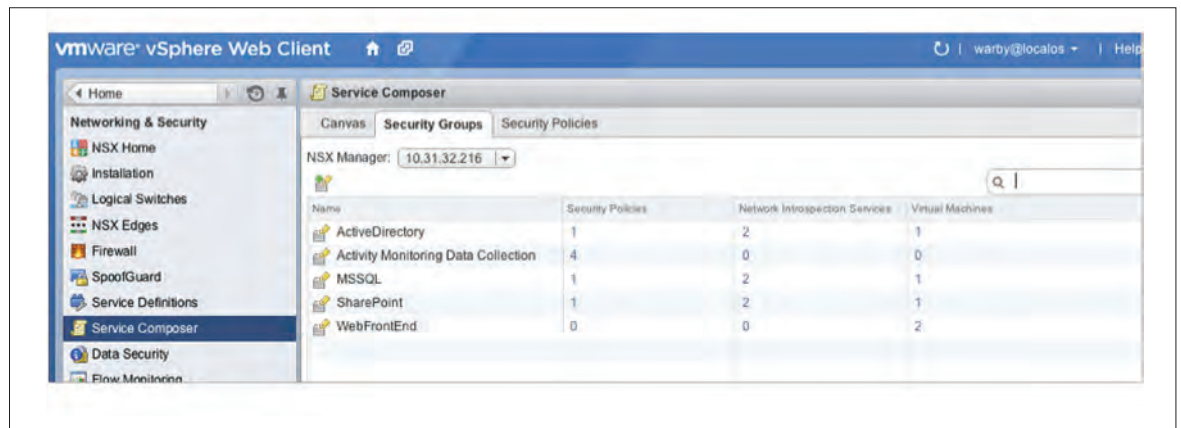 vmware® vSphere Web Client
warby@localos | Help
Home
Service Composer
Networking & Security
NSX Home
Installation
Logical Switches
NSX Edges
Firewall
SpoofGuard
Service Definitions
Service Composer
Data Security
Flow Monitoring
Canvas Security Groups Security Policies
NSX Manager: 10.31.32.216
Name Security Policies Network Introspection Services Virtual Machines
ActiveDirectory 1 2 1
Activity Monitoring Data Collection 4 0 0
MSSQL 1 2 1
SharePoint 1 2 1
WebFrontEnd 0 0 2